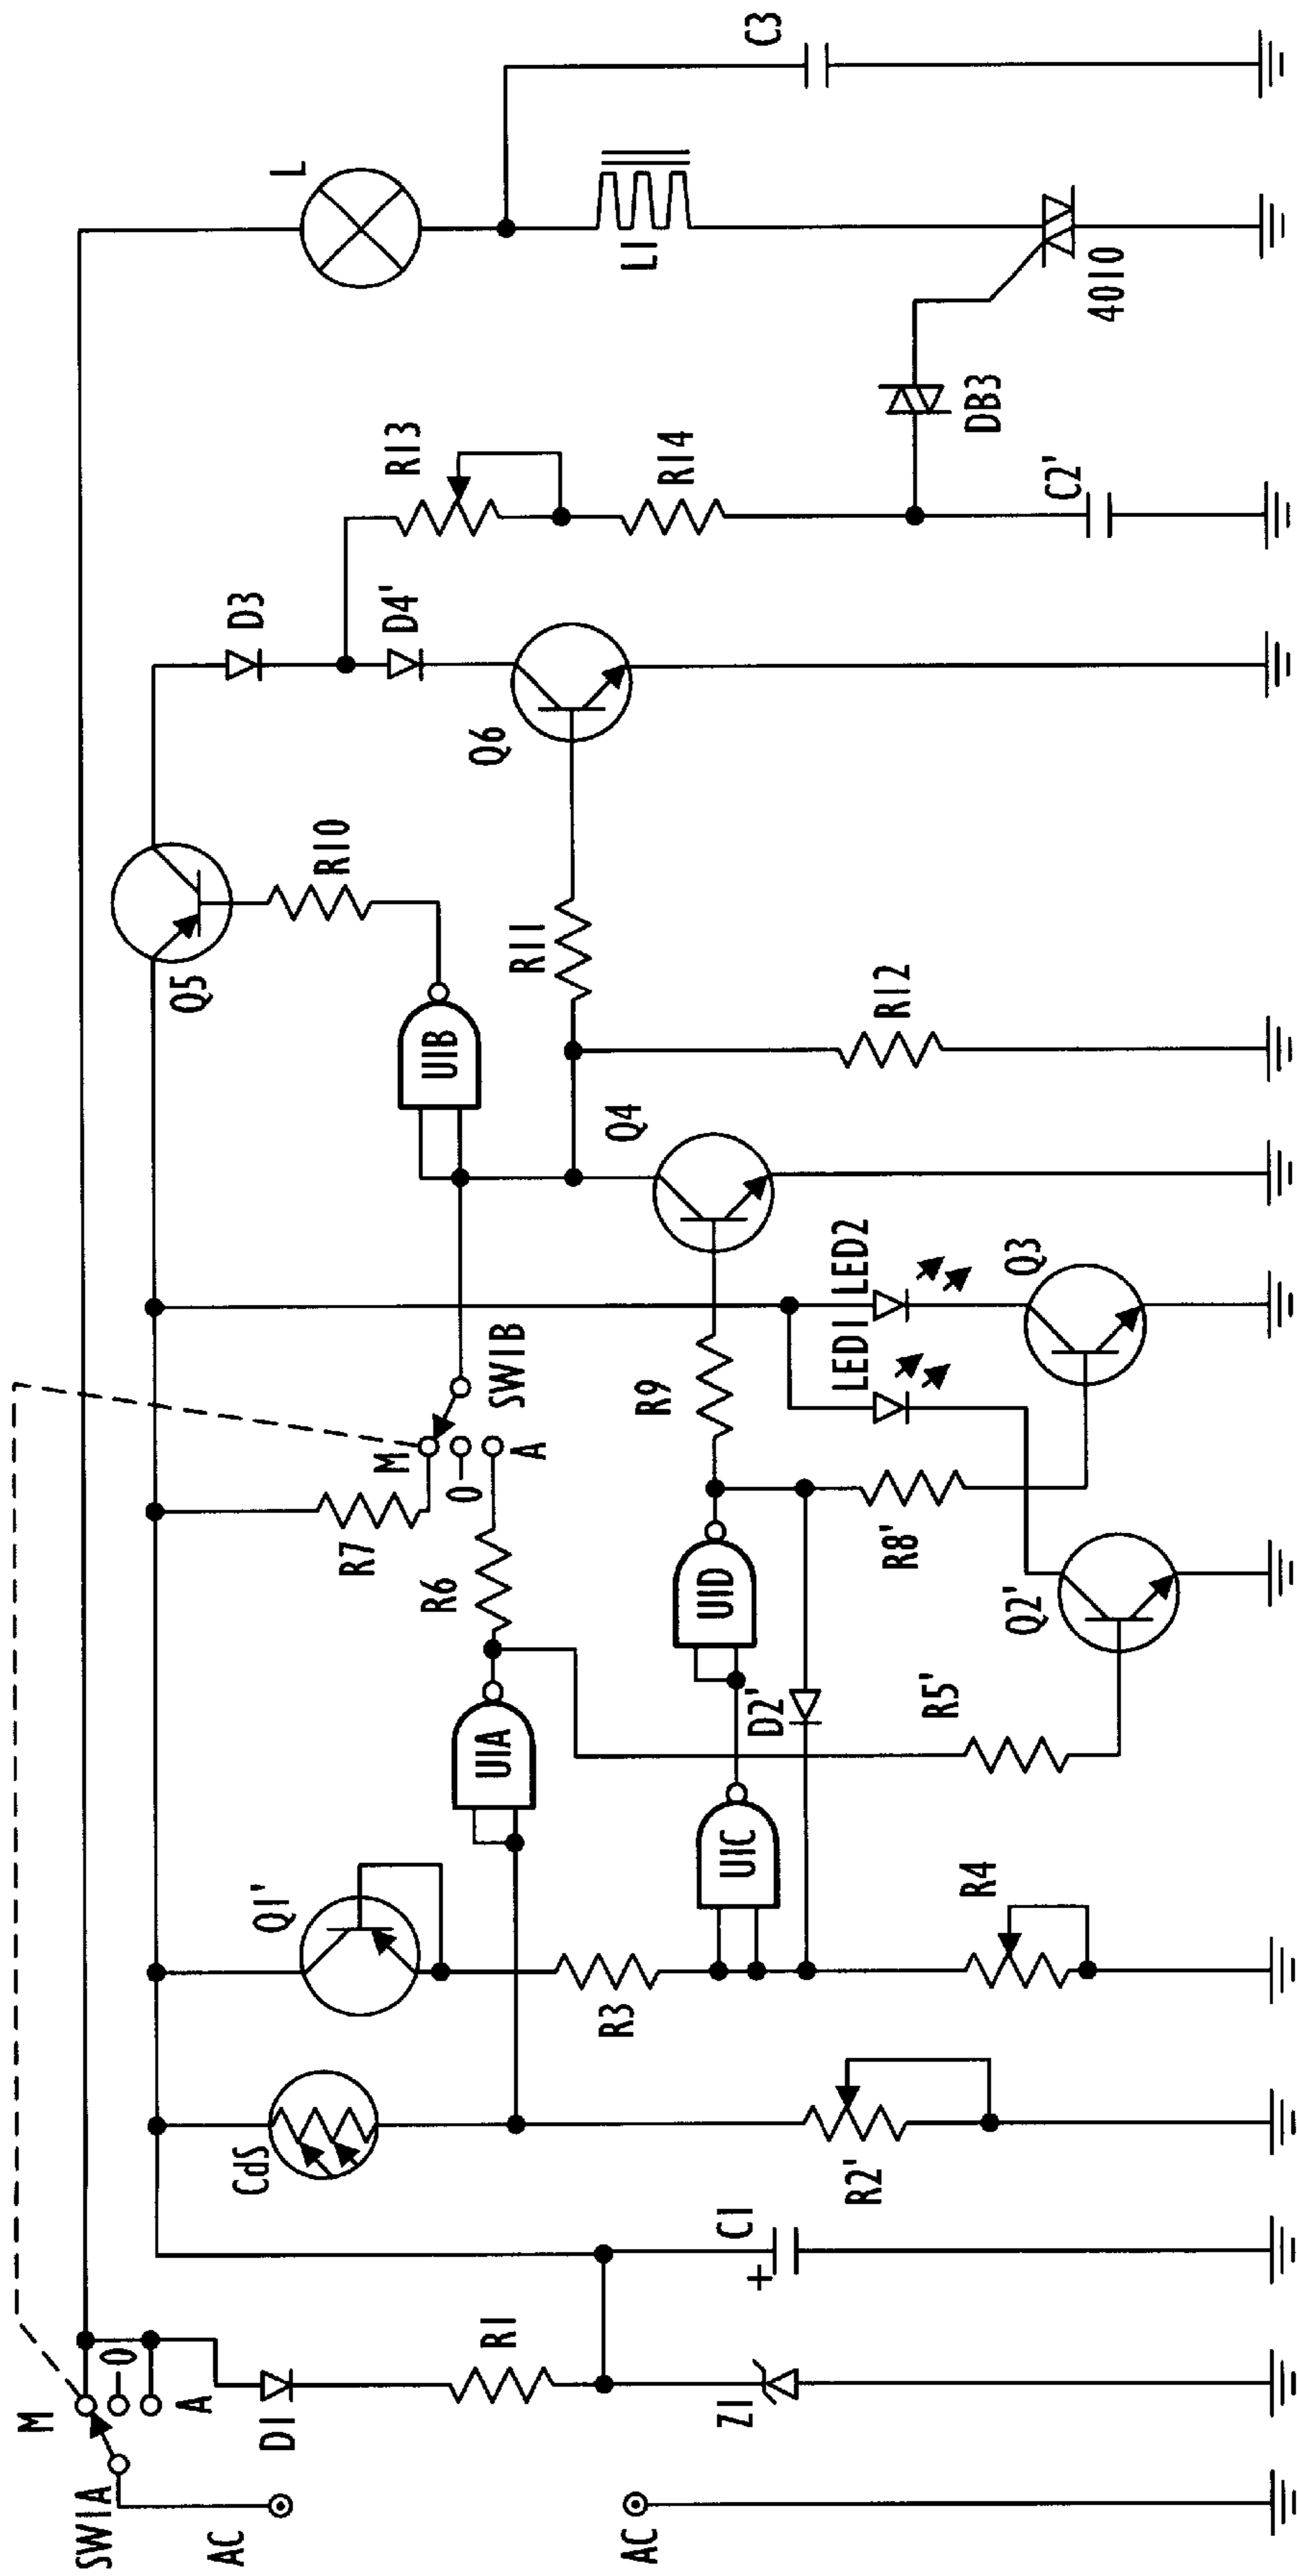 SW1A
M
0
A
AC
AC
D1
R1
Z1
+
C1
CdS
R2'
Q1'
R3
R4
U1A
U1C
D2'
R5'
R6
R7
M
0
A
SW1B
U1D
R8'
R9
Q2'
LED1
LED2
Q3
Q4
U1B
R12
Q5
R10
R11
Q6
D3
D4'
R13
R14
C2'
DB3
L
L1
4010
C3